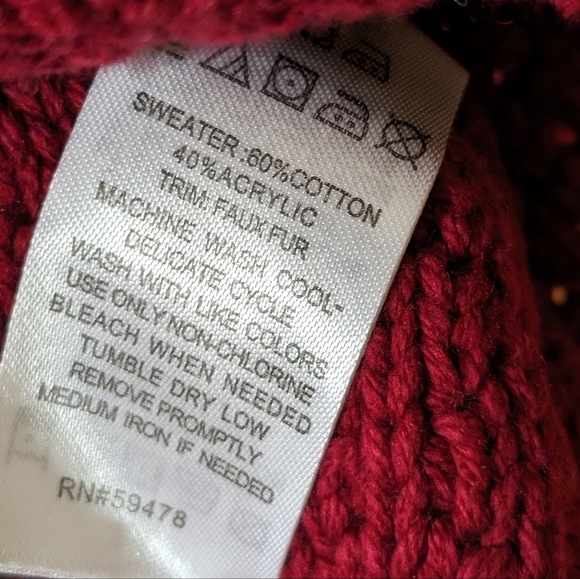 SWEATER:60%COTTON
40%ACRYLIC
TRIM:FAUX FUR
MACHINE WASH COOL-
DELICATE CYCLE
WASH WITH LIKE COLORS
USE ONLY NON-CHLORINE
BLEACH WHEN NEEDED
TUMBLE DRY LOW
REMOVE PROMPTLY
MEDIUM IRON IF NEEDED
RN#59478